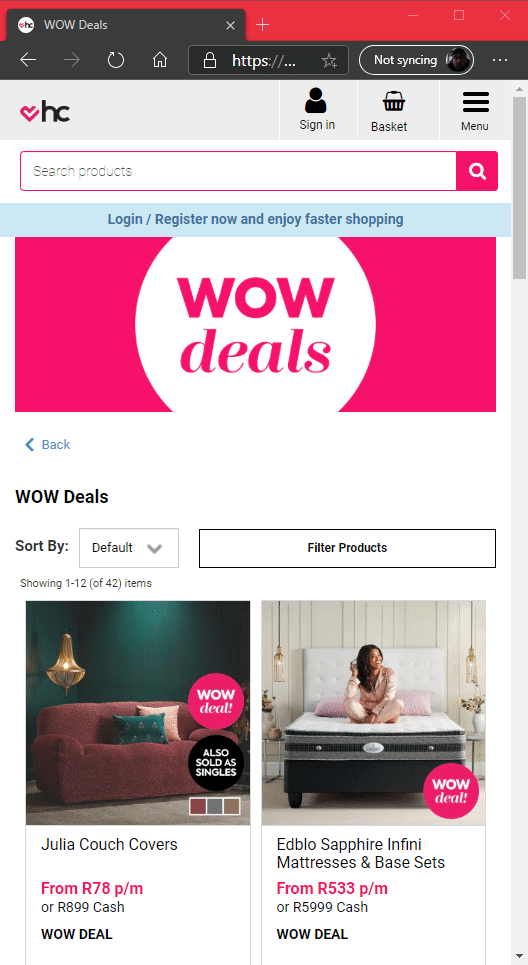 hc WOW Deals
https://...
Not syncing
hc
Sign in
Basket
Menu
Search products
Login / Register now and enjoy faster shopping
WOW
deals
Back
WOW Deals
Sort By:
Default
Filter Products
Showing 1-12 (of 42) items
WOW
deal!
ALSO
SOLD AS
SINGLES
WOW
deal!
Julia Couch Covers
From R78 p/m
or R899 Cash
WOW DEAL
Edblo Sapphire Infini
Mattresses & Base Sets
From R533 p/m
or R5999 Cash
WOW DEAL